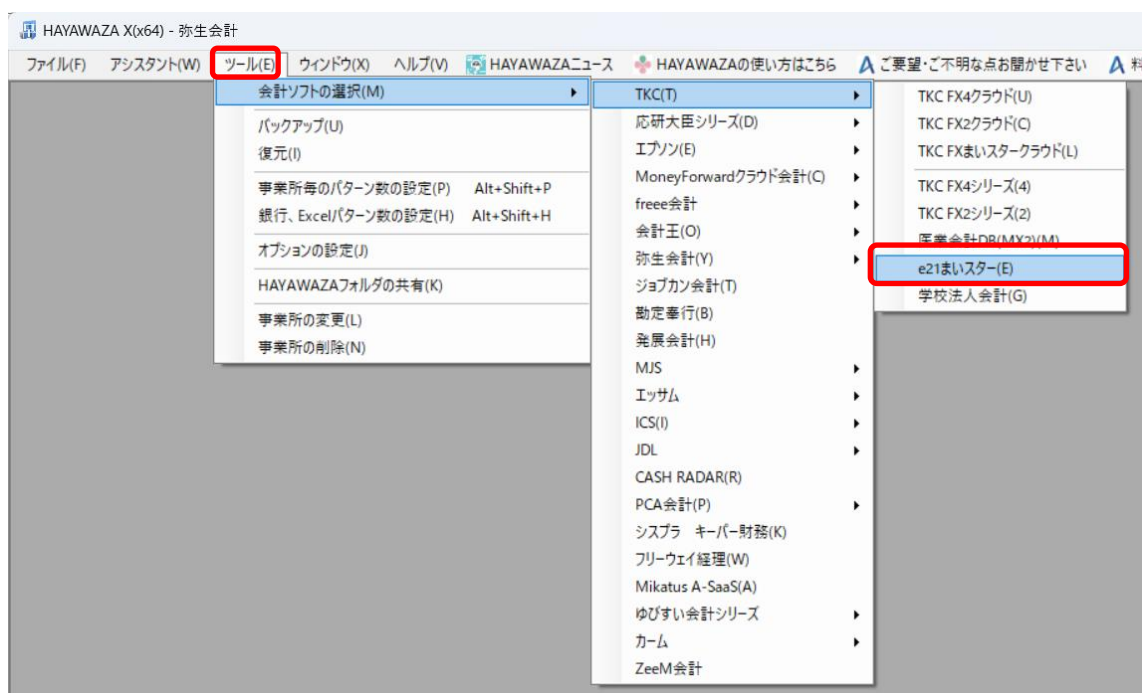 HAYAWAZA X(x64) - 弥生会計
ファイル(F) アシスタント(W) ツール(E) ウィンドウ(X) ヘルプ(V) HAYAWAZAニュース HAYAWAZAの使い方はこちら ご要望・ご不明な点お聞かせ下さい 料
会計ソフトの選択(M)
バックアップ(U)
復元(I)
事業所毎のパターン数の設定(P) Alt+Shift+P
銀行、Excelパターン数の設定(H) Alt+Shift+H
オプションの設定(J)
HAYAWAZAフォルダの共有(K)
事業所の変更(L)
事業所の削除(N)
TKC(T)
応研大臣シリーズ(D)
エプソン(E)
MoneyForwardクラウド会計(C)
freee会計
会計王(O)
弥生会計(Y)
ジョブカン会計(T)
勘定奉行(B)
発展会計(H)
MJS
エッサム
ICS(I)
JDL
CASH RADAR(R)
PCA会計(P)
シスプラ キーパー財務(K)
フリーウェイ経理(W)
Mikatus A-SaaS(A)
ゆびすい会計シリーズ
カーム
ZeeM会計
TKC FX4クラウド(U)
TKC FX2クラウド(C)
TKC FXまいスタークラウド(L)
TKC FX4シリーズ(4)
TKC FX2シリーズ(2)
医業会計DB(MX2)(M)
e21まいスター(E)
学校法人会計(G)